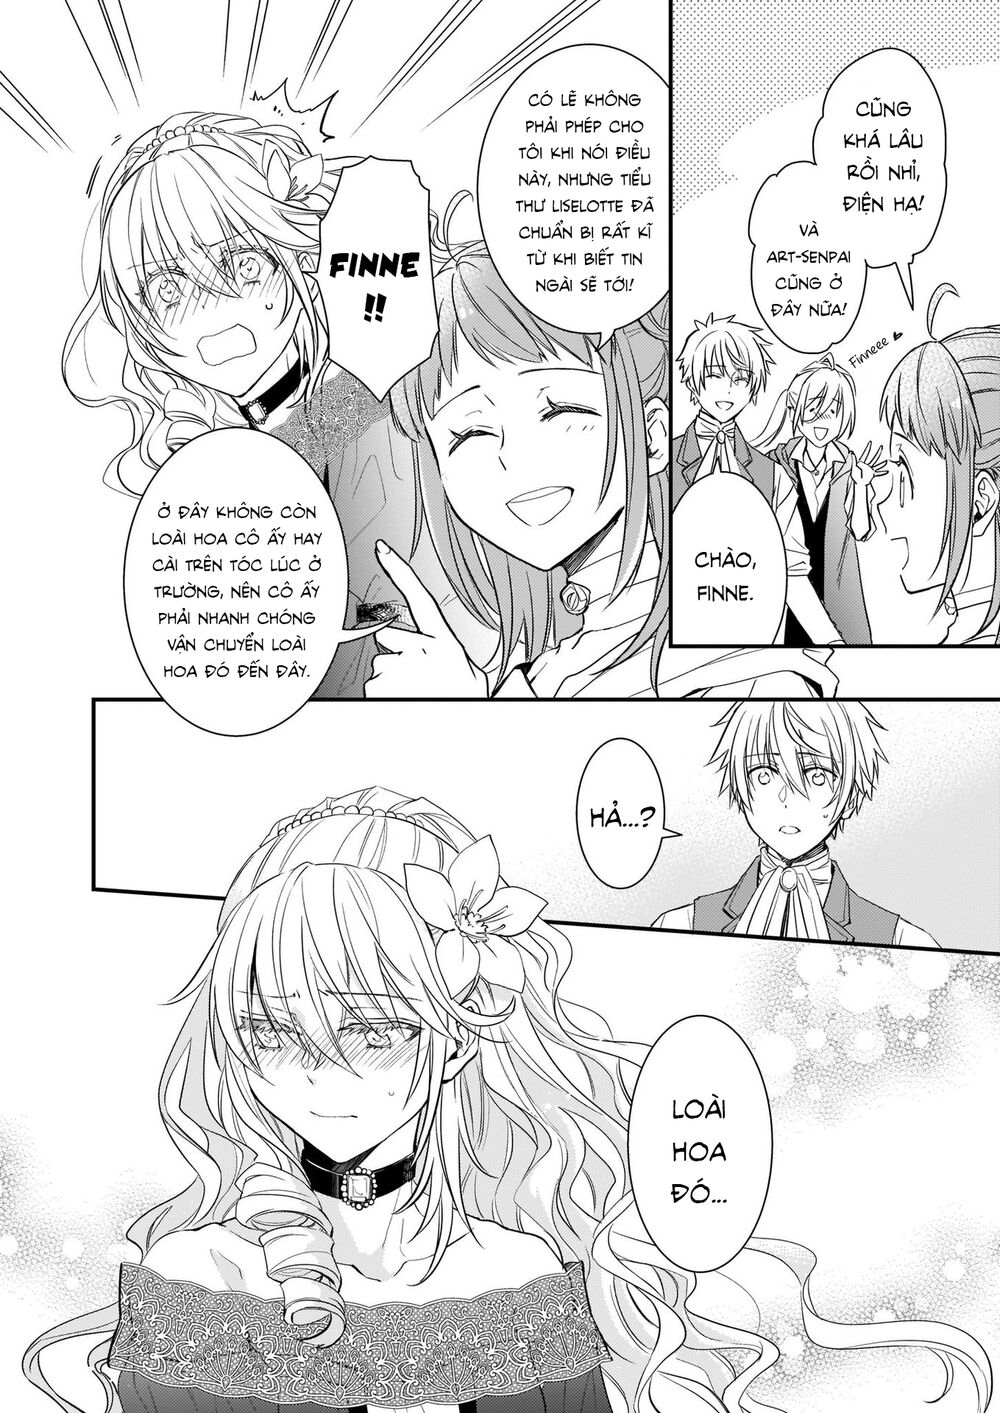 CŨNG
KHÁ LÂU
RỒI NHỈ,
ĐIỆN HẠ!
VÀ
ART-SENPAI
CŨNG Ở
ĐÂY NỮA!
Finneee
CHÀO,
FINNE.
CÓ LẼ KHÔNG
PHẢI PHÉP CHO
TÔI KHI NÓI ĐIỀU
NÀY, NHƯNG TIỂU
THƯ LISELOTTE ĐÃ
CHUẨN BỊ RẤT KĨ
TỪ KHI BIẾT TIN
NGÀI SẼ TỚI!
FINNE
!!
Ở ĐÂY KHÔNG CÒN
LOÀI HOA CÔ ẤY HAY
CÀI TRÊN TÓC LÚC Ở
TRƯỜNG, NÊN CÔ ẤY
PHẢI NHANH CHÓNG
VẬN CHUYỂN LOÀI
HOA ĐÓ ĐẾN ĐÂY.
HẢ...?
LOÀI
HOA
ĐÓ...